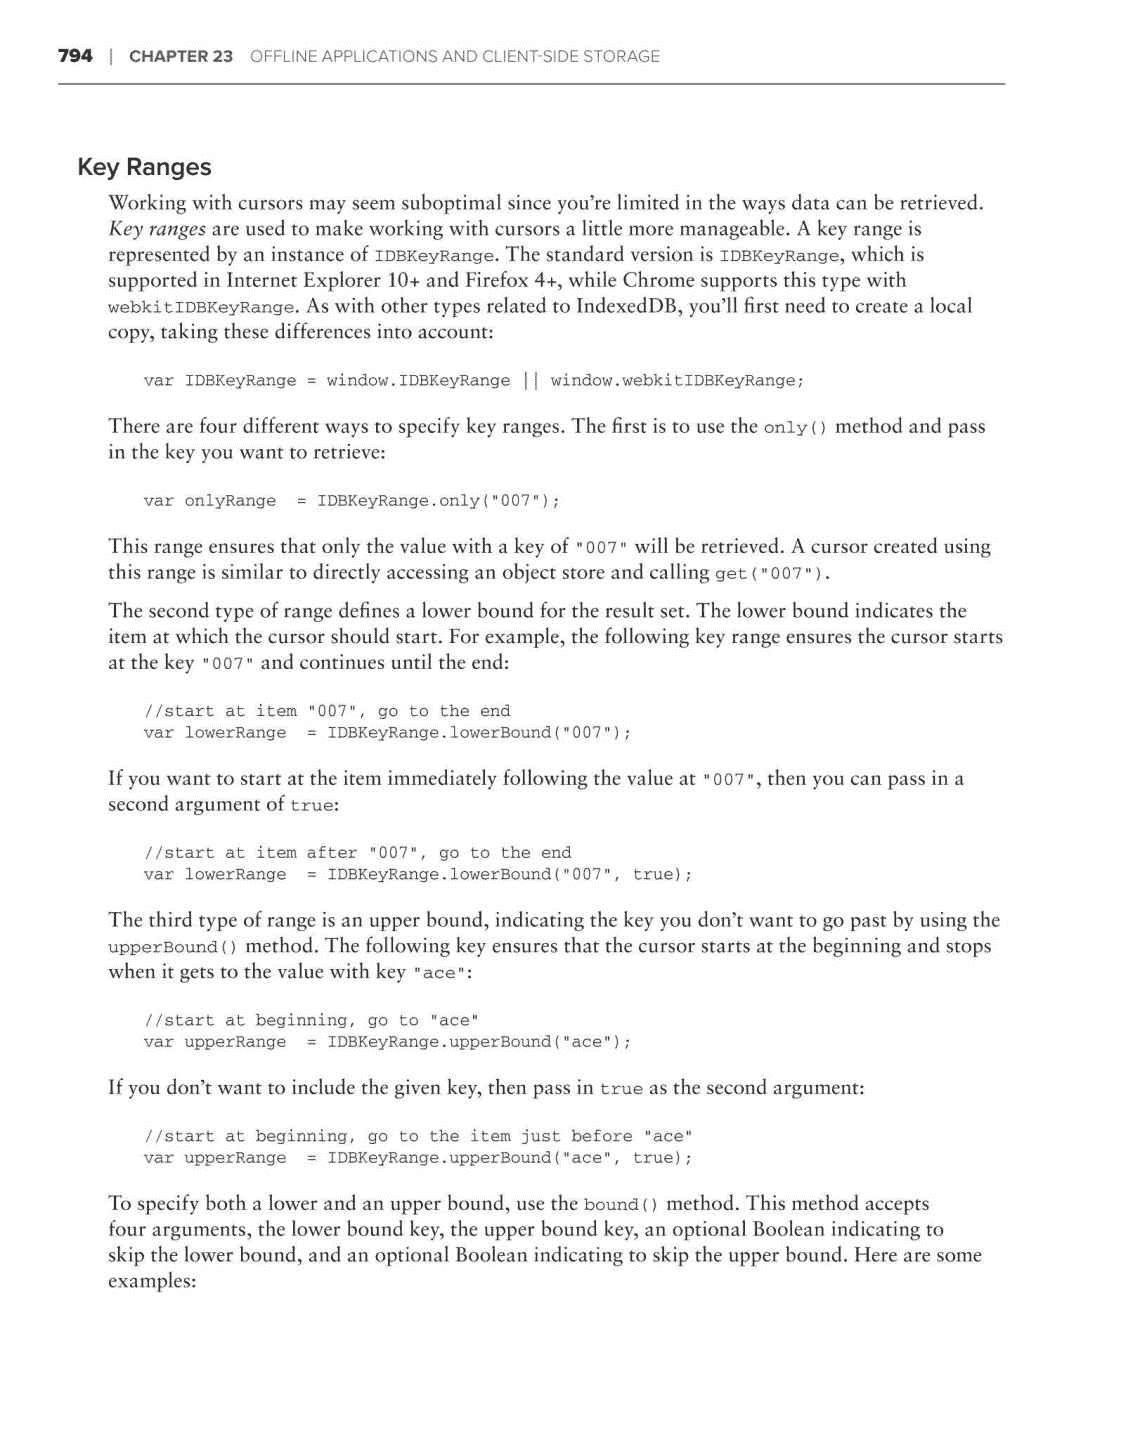 794 | CHAPTER 23 OFFLINE APPLICATIONS AND CLIENT-SIDE STORAGE
Key Ranges
Working with cursors may seem suboptimal since you’re limited in the ways data can be retrieved.
Key ranges are used to make working with cursors a little more manageable. A key range is
represented by an instance of IDBKeyRange. The standard version is IDBKeyRange, which is
supported in Internet Explorer 10+ and Firefox 4+, while Chrome supports this type with
webkitIDBKeyRange. As with other types related to IndexedDB, you’ll first need to create a local
copy, taking these differences into account:
var IDBKeyRange = window.IDBKeyRange || window.webkitIDBKeyRange;
There are four different ways to specify key ranges. The first is to use the only() method and pass
in the key you want to retrieve:
var onlyRange  = IDBKeyRange.only("007");
This range ensures that only the value with a key of "007" will be retrieved. A cursor created using
this range is similar to directly accessing an object store and calling get("007").
The second type of range defines a lower bound for the result set. The lower bound indicates the
item at which the cursor should start. For example, the following key range ensures the cursor starts
at the key "007" and continues until the end:
//start at item "007", go to the end
var lowerRange  = IDBKeyRange.lowerBound("007");
If you want to start at the item immediately following the value at "007", then you can pass in a
second argument of true:
//start at item after "007", go to the end
var lowerRange  = IDBKeyRange.lowerBound("007", true);
The third type of range is an upper bound, indicating the key you don’t want to go past by using the
upperBound() method. The following key ensures that the cursor starts at the beginning and stops
when it gets to the value with key "ace":
//start at beginning, go to "ace"
var upperRange  = IDBKeyRange.upperBound("ace");
If you don’t want to include the given key, then pass in true as the second argument:
//start at beginning, go to the item just before "ace"
var upperRange  = IDBKeyRange.upperBound("ace", true);
To specify both a lower and an upper bound, use the bound() method. This method accepts
four arguments, the lower bound key, the upper bound key, an optional Boolean indicating to
skip the lower bound, and an optional Boolean indicating to skip the upper bound. Here are some
examples: